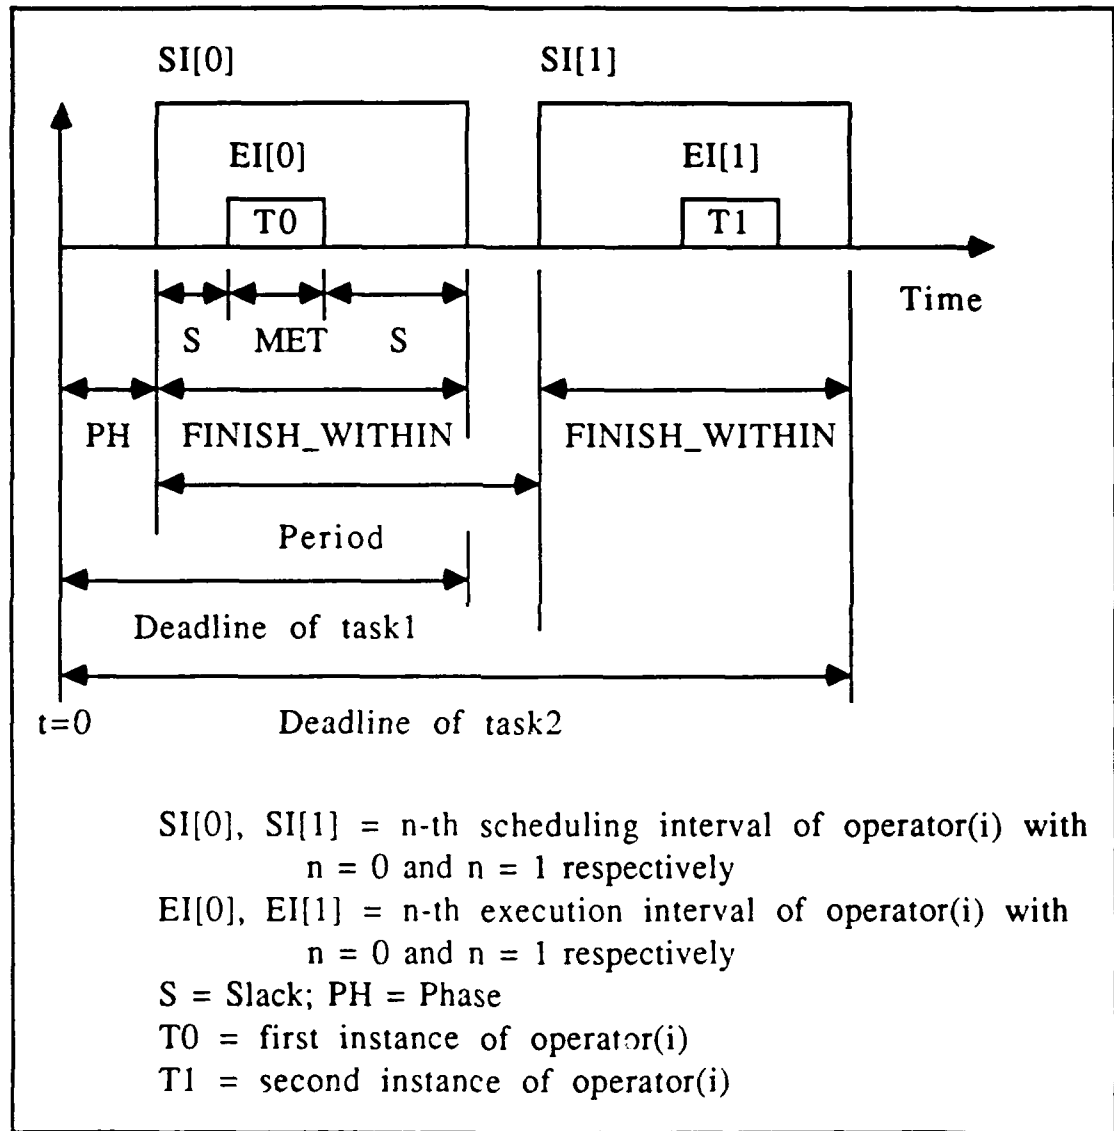 SI[0] SI[1]
EI[0] EI[1]
T0 T1
Time
S MET S
PH FINISH_WITHIN FINISH_WITHIN
Period
Deadline of task1
t=0 Deadline of task2
SI[0], SI[1] = n-th scheduling interval of operator(i) with
n = 0 and n = 1 respectively
EI[0], EI[1] = n-th execution interval of operator(i) with
n = 0 and n = 1 respectively
S = Slack; PH = Phase
T0 = first instance of operator(i)
T1 = second instance of operator(i)